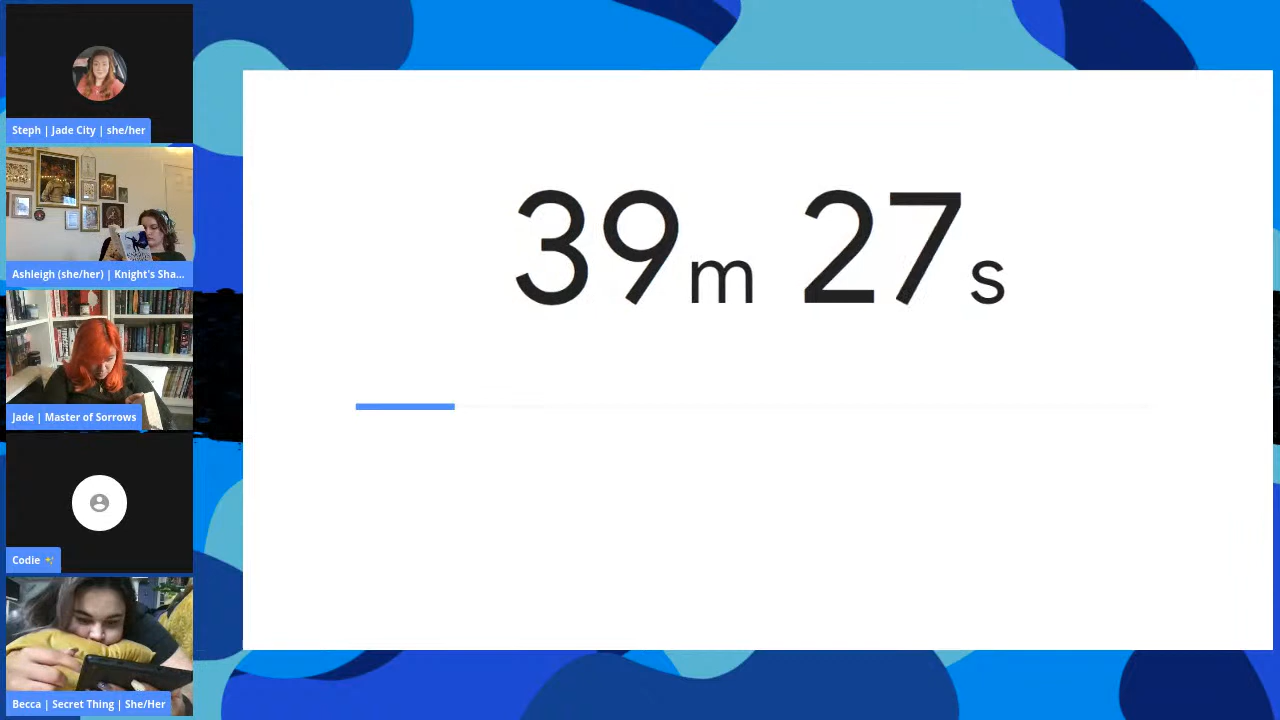 Steph | Jade City | she/her
39m 27s
Ashleigh (she/her) | Knight's Sha...
Jade | Master of Sorrows
Codie ✨
Becca | Secret Thing | She/Her